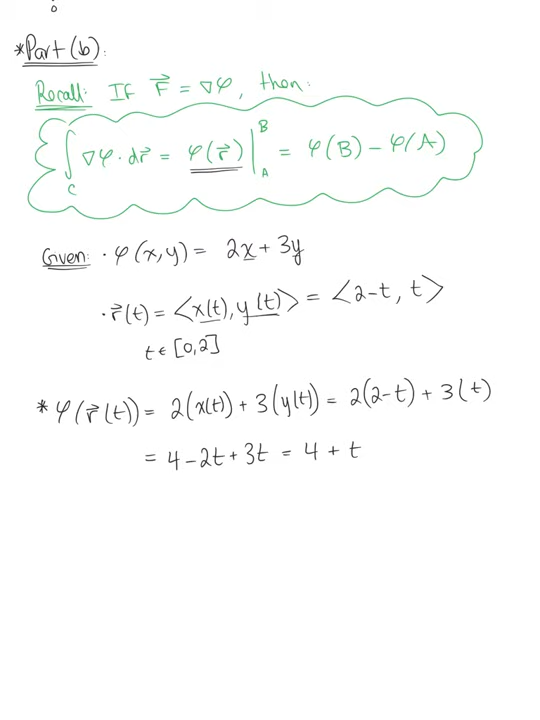 0
*Part(b):
Recall: If F⃗ = ∇φ, then:
∫_C ∇φ·dr⃗ = φ(r⃗)|_A^B = φ(B) − φ(A)
Given: · φ(x,y) = 2x + 3y
· r⃗(t) = ⟨x(t), y(t)⟩ = ⟨2−t, t⟩
t ∈ [0,2]
* φ(r⃗(t)) = 2(x(t)) + 3(y(t)) = 2(2−t) + 3(t)
= 4 − 2t + 3t = 4 + t